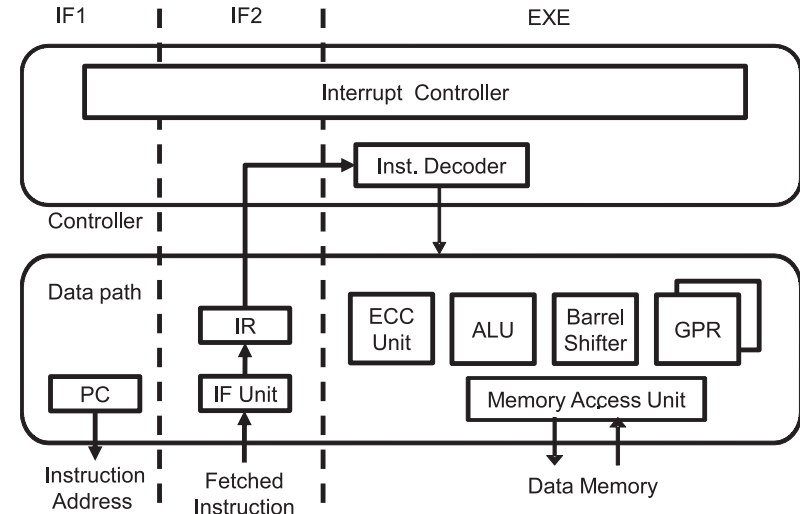 IF1
IF2
EXE
Interrupt Controller
Inst. Decoder
Controller
Data path
IR
ECC
Unit
ALU
Barrel
Shifter
GPR
PC
IF Unit
Memory Access Unit
Instruction
Address
Fetched
Instruction
Data Memory